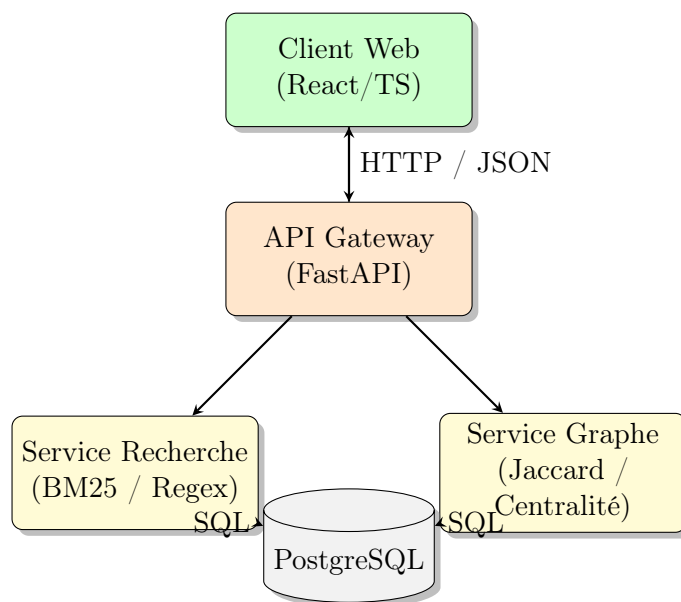 Client Web
(React/TS)
HTTP / JSON
API Gateway
(FastAPI)
Service Recherche
(BM25 / Regex)
Service Graphe
(Jaccard /
Centralité)
SQL
SQL
PostgreSQL